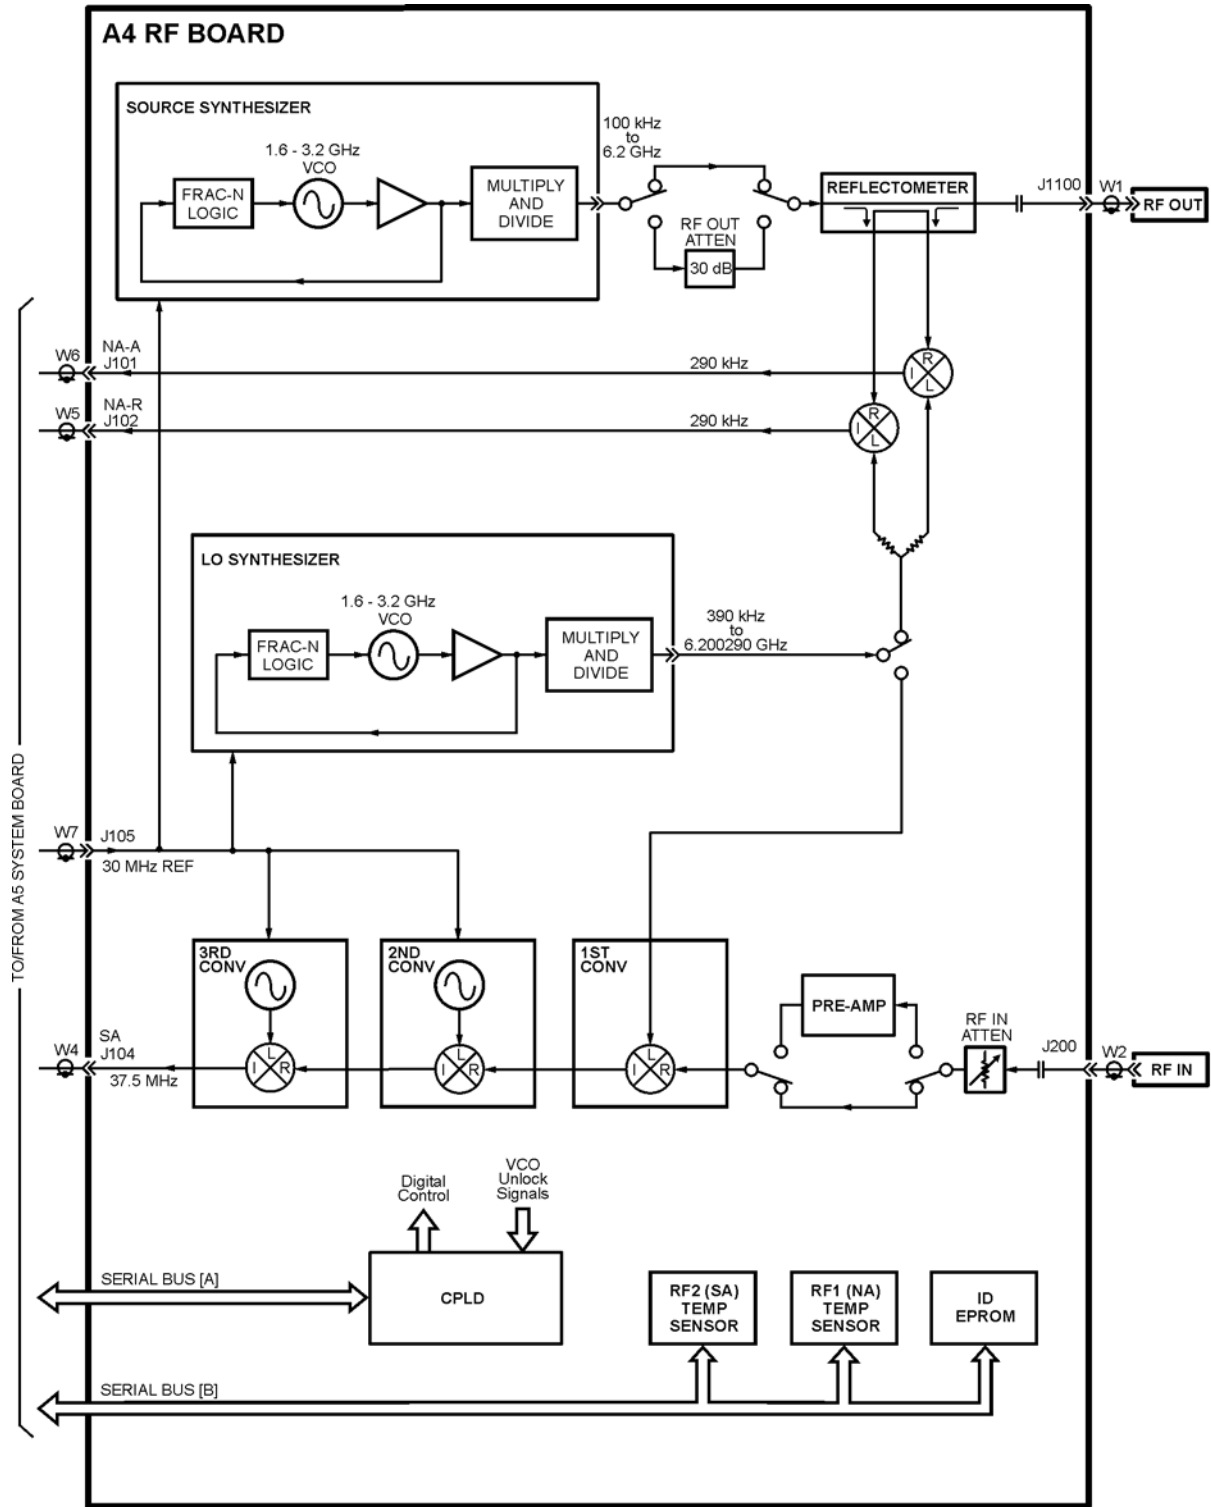 A4 RF BOARD
SOURCE SYNTHESIZER
1.6 - 3.2 GHz
VCO
FRAC-N
LOGIC
MULTIPLY
AND
DIVIDE
100 kHz
to
6.2 GHz
RF OUT
ATTEN
30 dB
REFLECTOMETER
J1100
W1
RF OUT
W6
NA-A
J101
290 kHz
R
I
L
W5
NA-R
J102
290 kHz
R
I
L
LO SYNTHESIZER
1.6 - 3.2 GHz
VCO
FRAC-N
LOGIC
MULTIPLY
AND
DIVIDE
390 kHz
to
6.200290 GHz
TO/FROM A5 SYSTEM BOARD
W7
J105
30 MHz REF
3RD
CONV
L
I
R
2ND
CONV
L
I
R
1ST
CONV
L
I
R
PRE-AMP
RF IN
ATTEN
J200
W2
RF IN
W4
SA
J104
37.5 MHz
Digital
Control
VCO
Unlock
Signals
SERIAL BUS [A]
CPLD
RF2 (SA)
TEMP
SENSOR
RF1 (NA)
TEMP
SENSOR
ID
EPROM
SERIAL BUS [B]